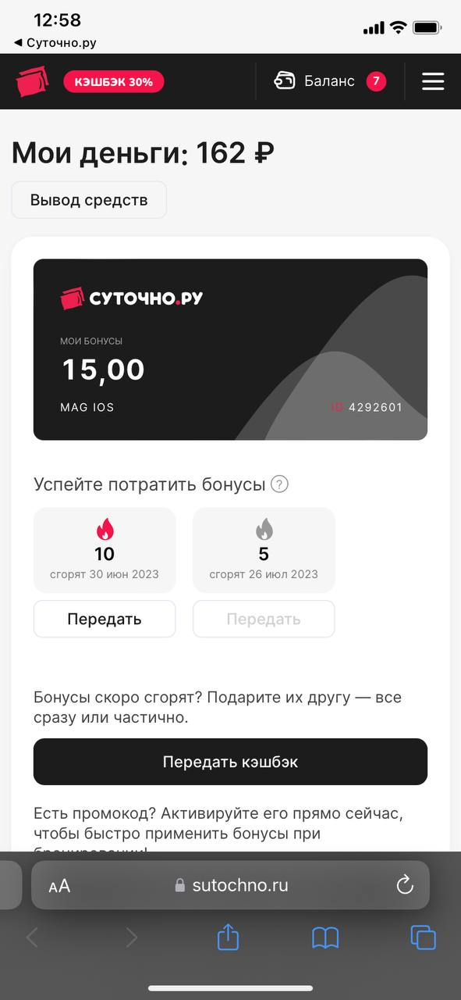 12:58
◀ Суточно.ру
КЭШБЭК 30%
Баланс 7
Мои деньги: 162 ₽
Вывод средств
СУТОЧНО.РУ
МОИ БОНУСЫ
15,00
MAG IOS
ID 4292601
Успейте потратить бонусы ?
10 5
сгорят 30 июн 2023 сгорят 26 июл 2023
Передать Передать
Бонусы скоро сгорят? Подарите их другу — все
сразу или частично.
Передать кэшбэк
Есть промокод? Активируйте его прямо сейчас,
чтобы быстро применить бонусы при
бронировании!
AA sutochno.ru